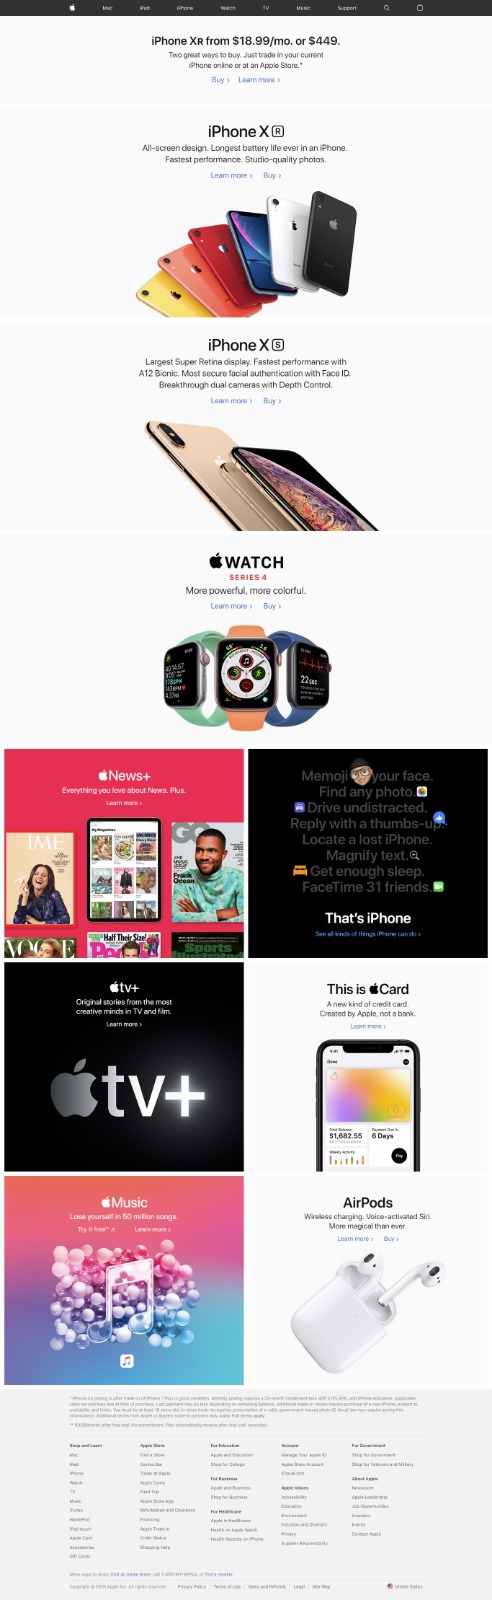 Mac iPad iPhone Watch TV Music Support
iPhone XR from $18.99/mo. or $449.
Two great ways to buy. Just trade in your current
iPhone online or at an Apple Store.*
Buy › Learn more ›
iPhone X R
All-screen design. Longest battery life ever in an iPhone.
Fastest performance. Studio-quality photos.
Learn more › Buy ›
iPhone X S
Largest Super Retina display. Fastest performance with
A12 Bionic. Most secure facial authentication with Face ID.
Breakthrough dual cameras with Depth Control.
Learn more › Buy ›
WATCH
SERIES 4
More powerful, more colorful.
Learn more › Buy ›
22sec
News+
Everything you love about News. Plus.
Learn more ›
My Magazines
TIME
GQ
Frank
Ocean
VOGUE
Half Their Size!
People
Sports
Illustrated
Memoji your face.
Find any photo.
Drive undistracted.
Reply with a thumbs-up.
Locate a lost iPhone.
Magnify text.
Get enough sleep.
FaceTime 31 friends.
That's iPhone
See all kinds of things iPhone can do ›
tv+
Original stories from the most
creative minds in TV and film.
Learn more ›
tv+
This is Card
A new kind of credit card.
Created by Apple, not a bank.
Learn more ›
9:41
Done
Total Balance
$1,682.55
Payment Due in
6 Days
Weekly Activity
Pay
Music
Lose yourself in 50 million songs.
Try it free** Learn more ›
AirPods
Wireless charging. Voice-activated Siri.
More magical than ever.
Learn more › Buy ›
Shop and Learn
Mac
iPad
iPhone
Watch
TV
Music
iTunes
HomePod
iPod touch
Apple Card
Accessories
Gift Cards
Apple Store
Find a Store
Genius Bar
Today at Apple
Apple Camp
Field Trip
Apple Store App
Refurbished and Clearance
Financing
Apple Trade In
Order Status
Shopping Help
For Education
Apple and Education
Shop for College
For Business
Apple and Business
Shop for Business
For Healthcare
Apple in Healthcare
Health on Apple Watch
Health Records on iPhone
Account
Manage Your Apple ID
Apple Store Account
iCloud.com
Apple Values
Accessibility
Education
Environment
Inclusion and Diversity
Privacy
Supplier Responsibility
For Government
Shop for Government
Shop for Veterans and Military
About Apple
Newsroom
Apple Leadership
Job Opportunities
Investors
Events
Contact Apple
More ways to shop: Visit an Apple Store, call 1-800-MY-APPLE, or find a reseller.
Copyright © 2019 Apple Inc. All rights reserved. Privacy Policy | Terms of Use | Sales and Refunds | Legal | Site Map United States